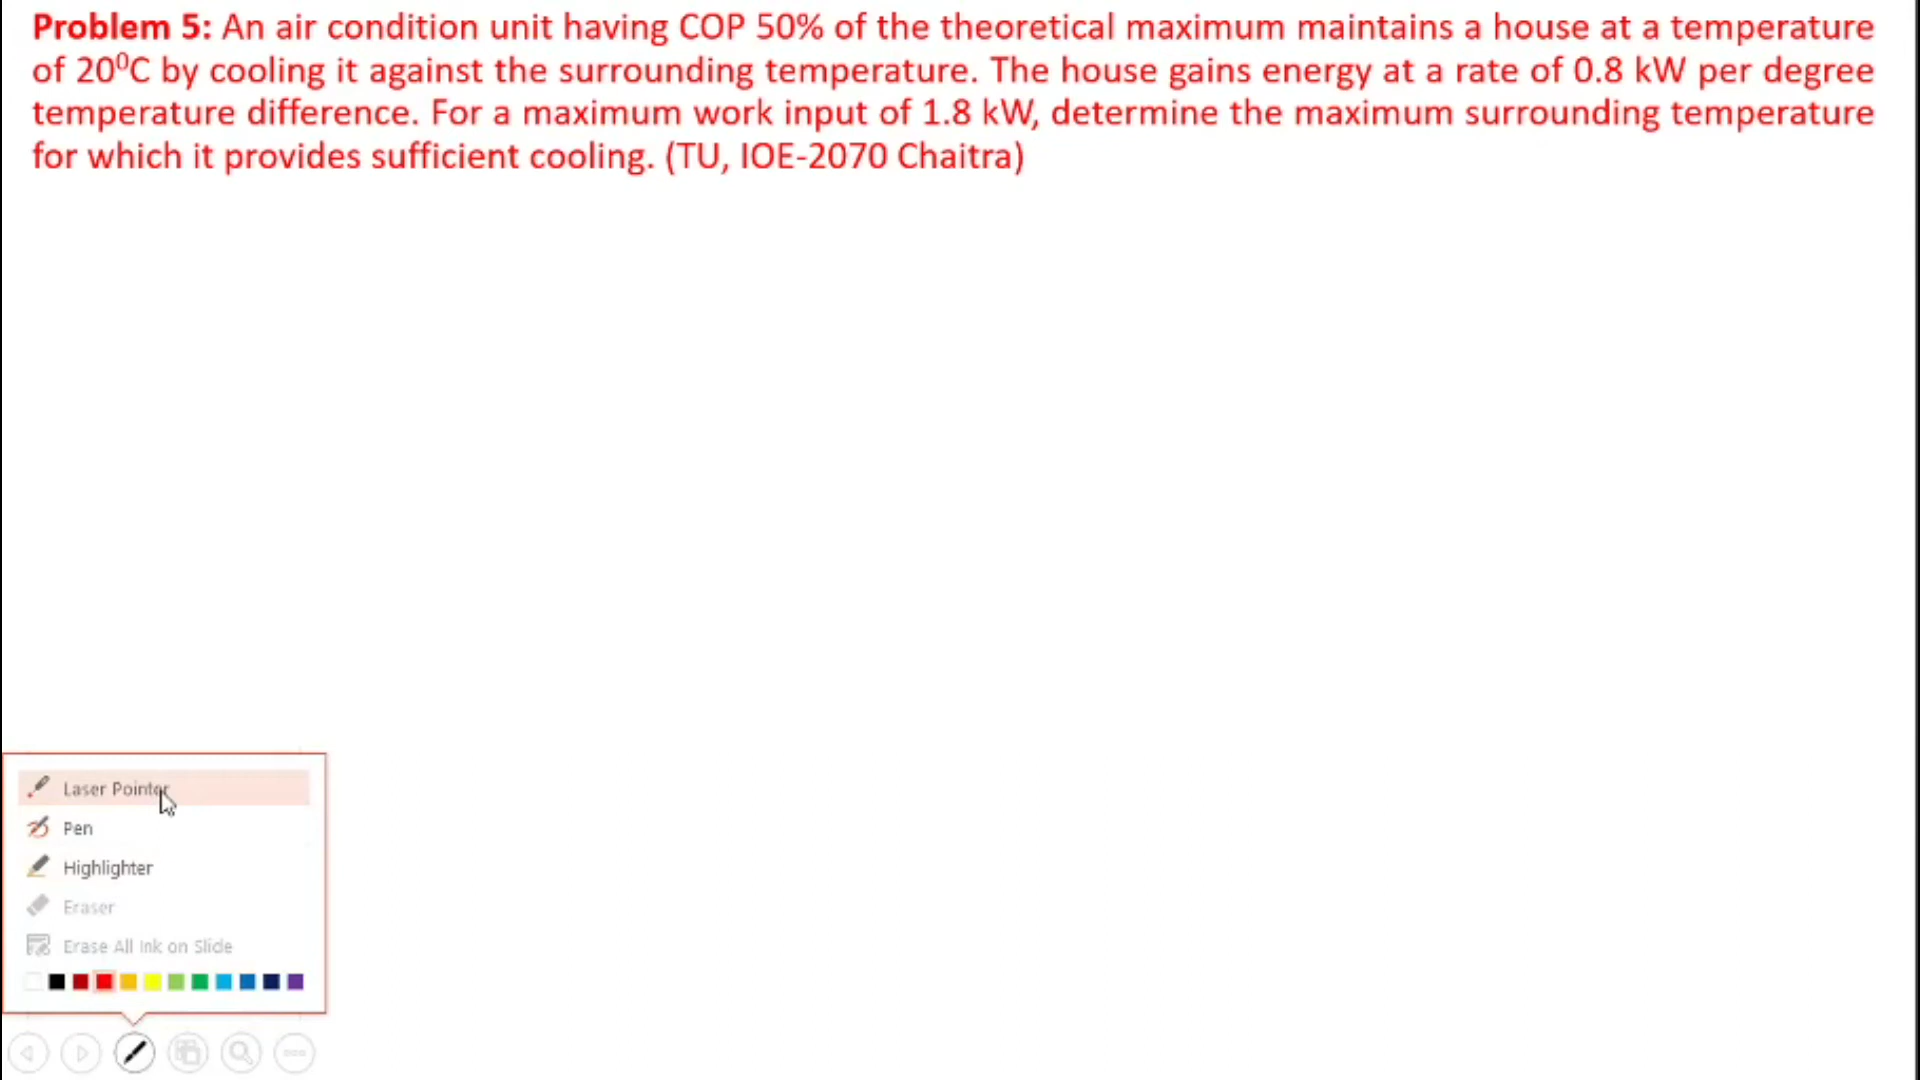 Problem 5: An air condition unit having COP 50% of the theoretical maximum maintains a house at a temperature
of 20⁰C by cooling it against the surrounding temperature. The house gains energy at a rate of 0.8 kW per degree
temperature difference. For a maximum work input of 1.8 kW, determine the maximum surrounding temperature
for which it provides sufficient cooling. (TU, IOE-2070 Chaitra)
Laser Pointer
Pen
Highlighter
Eraser
Erase All Ink on Slide